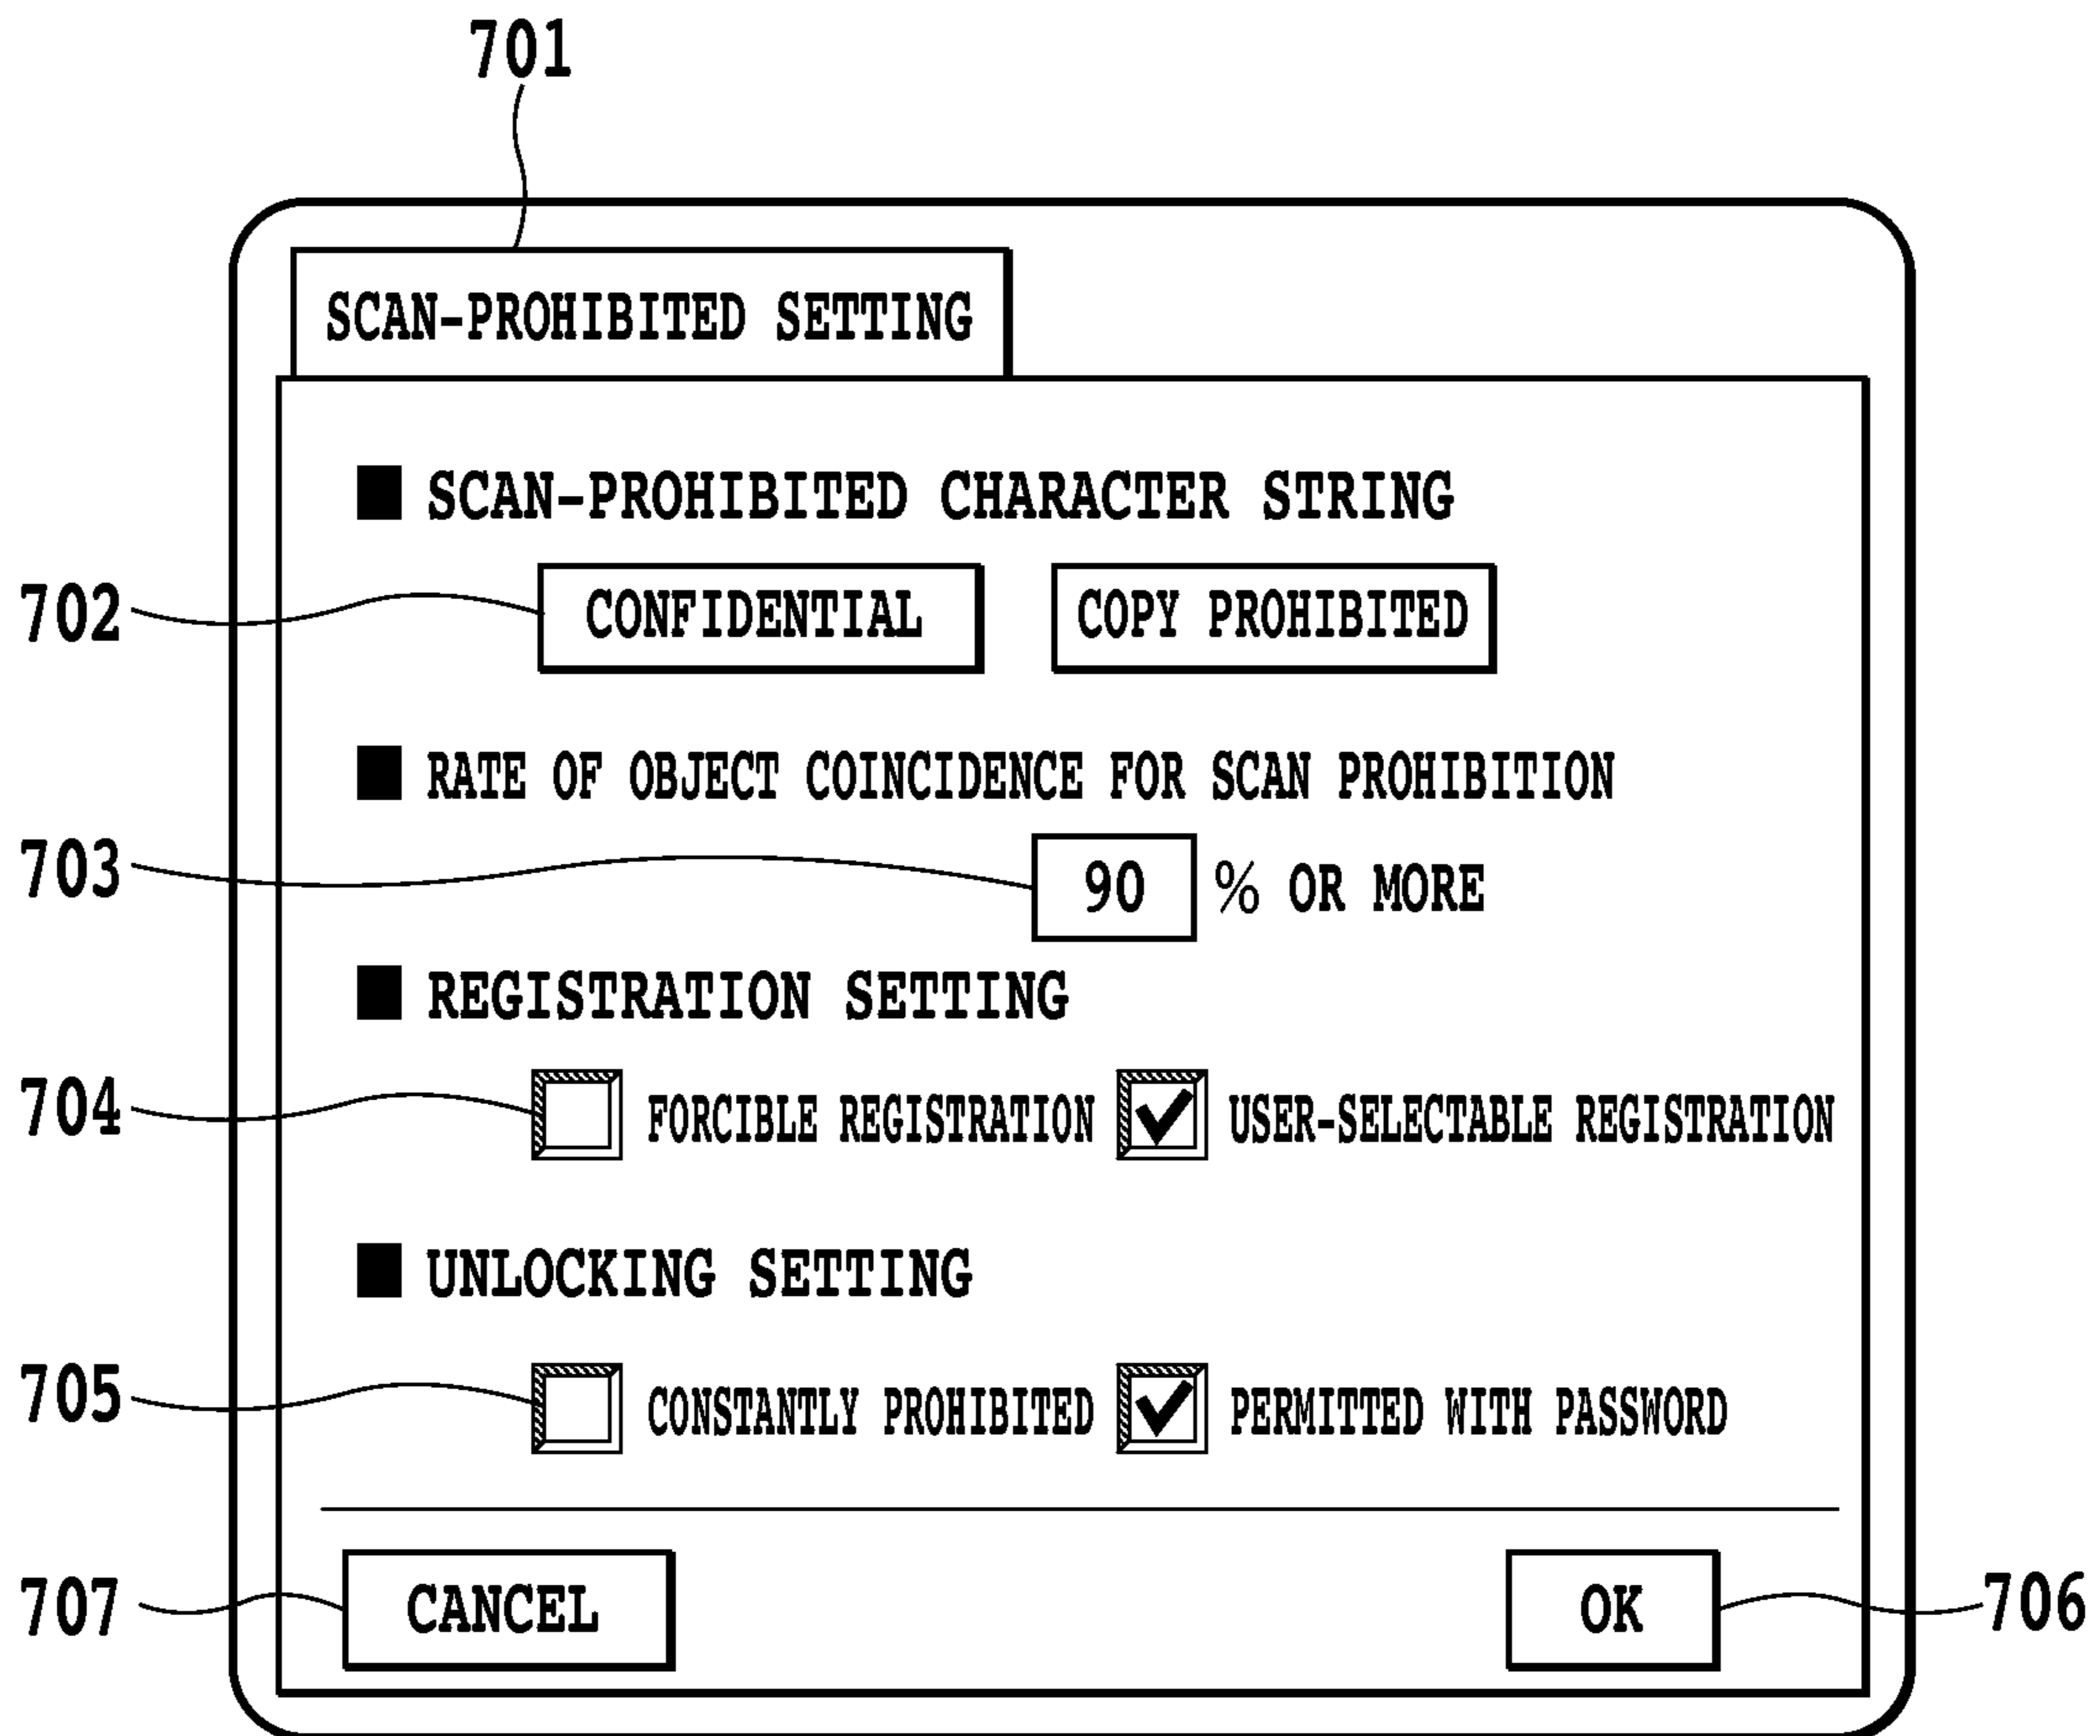 701
SCAN-PROHIBITED SETTING
SCAN-PROHIBITED CHARACTER STRING
702 CONFIDENTIAL COPY PROHIBITED
RATE OF OBJECT COINCIDENCE FOR SCAN PROHIBITION
703 90 % OR MORE
REGISTRATION SETTING
704 FORCIBLE REGISTRATION USER-SELECTABLE REGISTRATION
UNLOCKING SETTING
705 CONSTANTLY PROHIBITED PERMITTED WITH PASSWORD
707 CANCEL OK 706